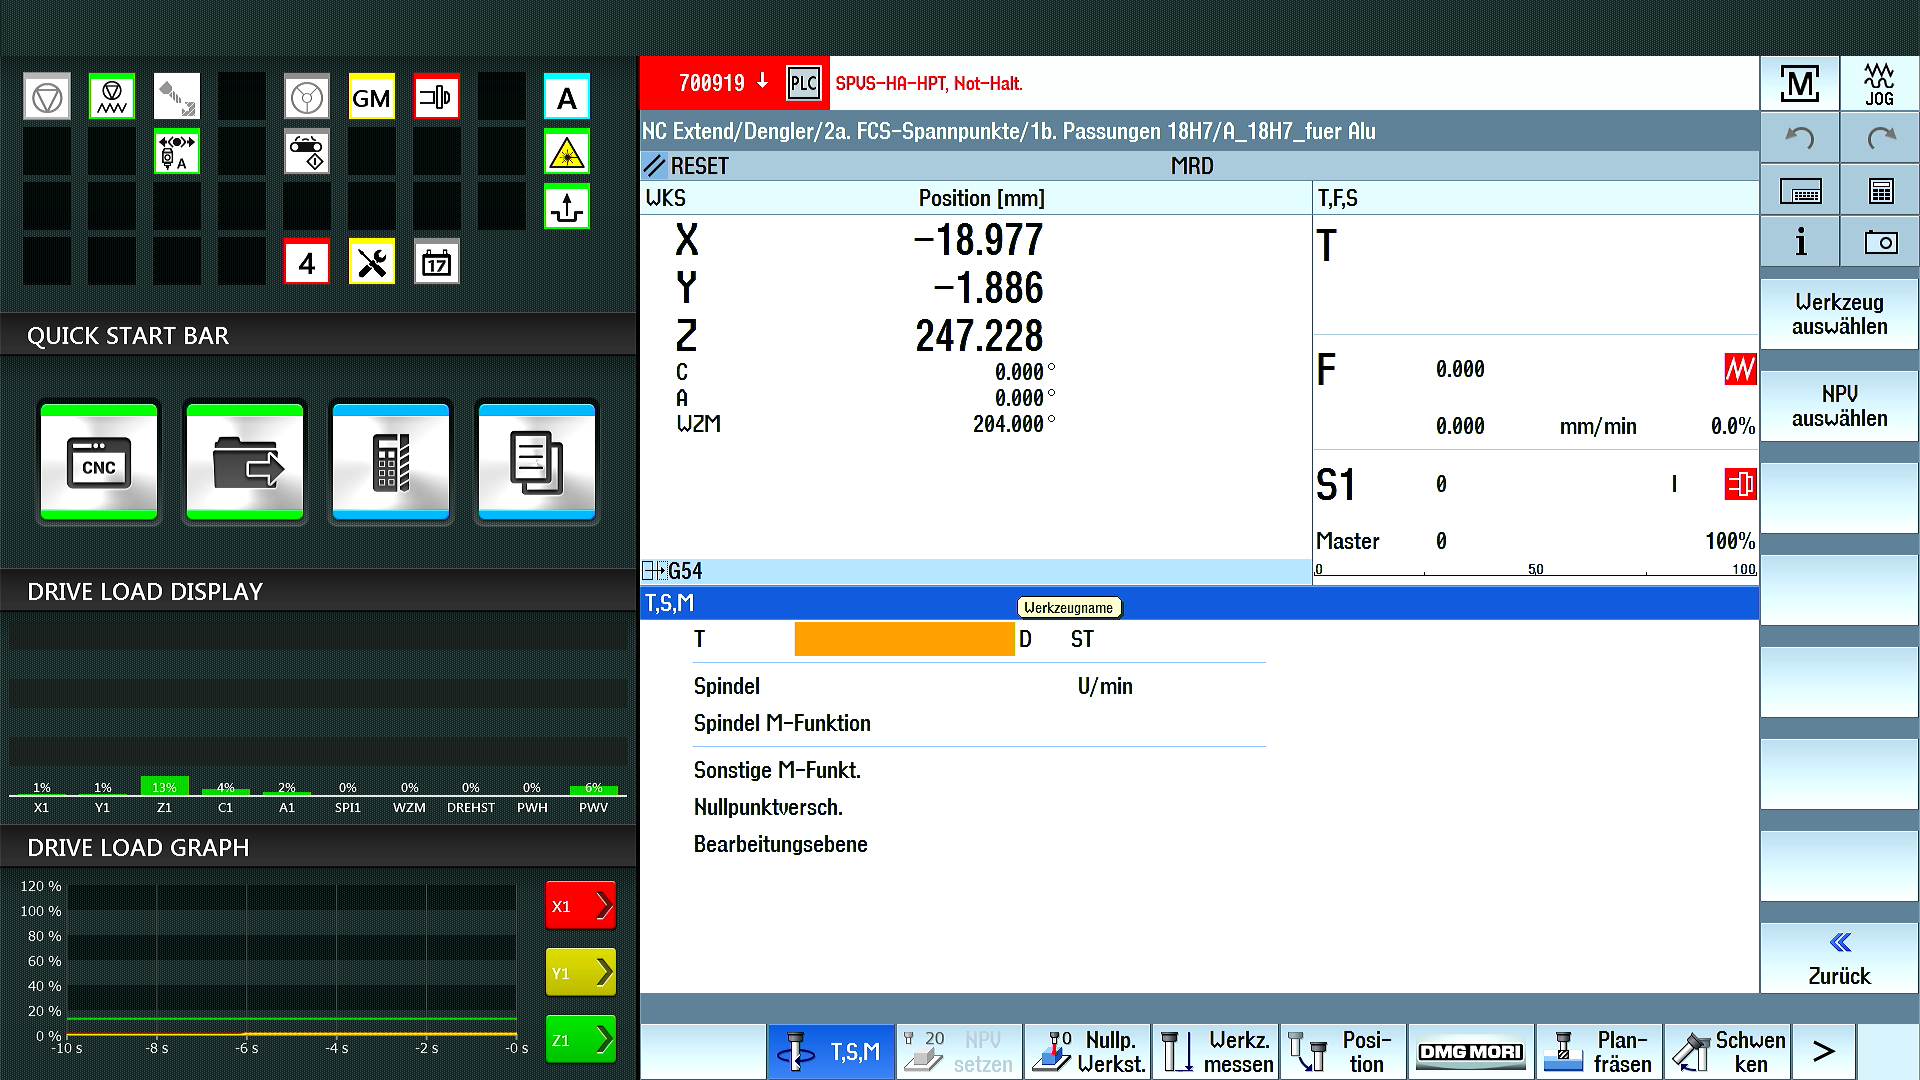 GM
A
A
4
17
QUICK START BAR
CNC
DRIVE LOAD DISPLAY
1% 1% 13% 4% 2% 0% 0% 0% 0% 6%
X1 Y1 Z1 C1 A1 SPI1 WZM DREHST PWH PWV
DRIVE LOAD GRAPH
120 %
100 %
80 %
60 %
40 %
20 %
0 %
-10 s -8 s -6 s -4 s -2 s -0 s
X1
Y1
Z1
700919 ↓ PLC SPVS-HA-HPT, Not-Halt.
NC Extend/Dengler/2a. FCS-Spannpunkte/1b. Passungen 18H7/A_18H7_fuer Alu
RESET MRD
WKS Position [mm]
X -18.977
Y -1.886
Z 247.228
C 0.000°
A 0.000°
WZM 204.000°
G54
T,F,S
T
F 0.000
0.000 mm/min 0.0%
S1 0 I
Master 0 100%
0 50 100
T,S,M
Werkzeugname
T D ST
Spindel U/min
Spindel M-Funktion
Sonstige M-Funkt.
Nullpunktversch.
Bearbeitungsebene
M JOG
i
Werkzeug
auswählen
NPV
auswählen
«
Zurück
T,S,M
20 NPV
setzen
0 Nullp.
Werkst.
Werkz.
messen
Posi-
tion
DMG MORI
Plan-
fräsen
Schwen
ken
>